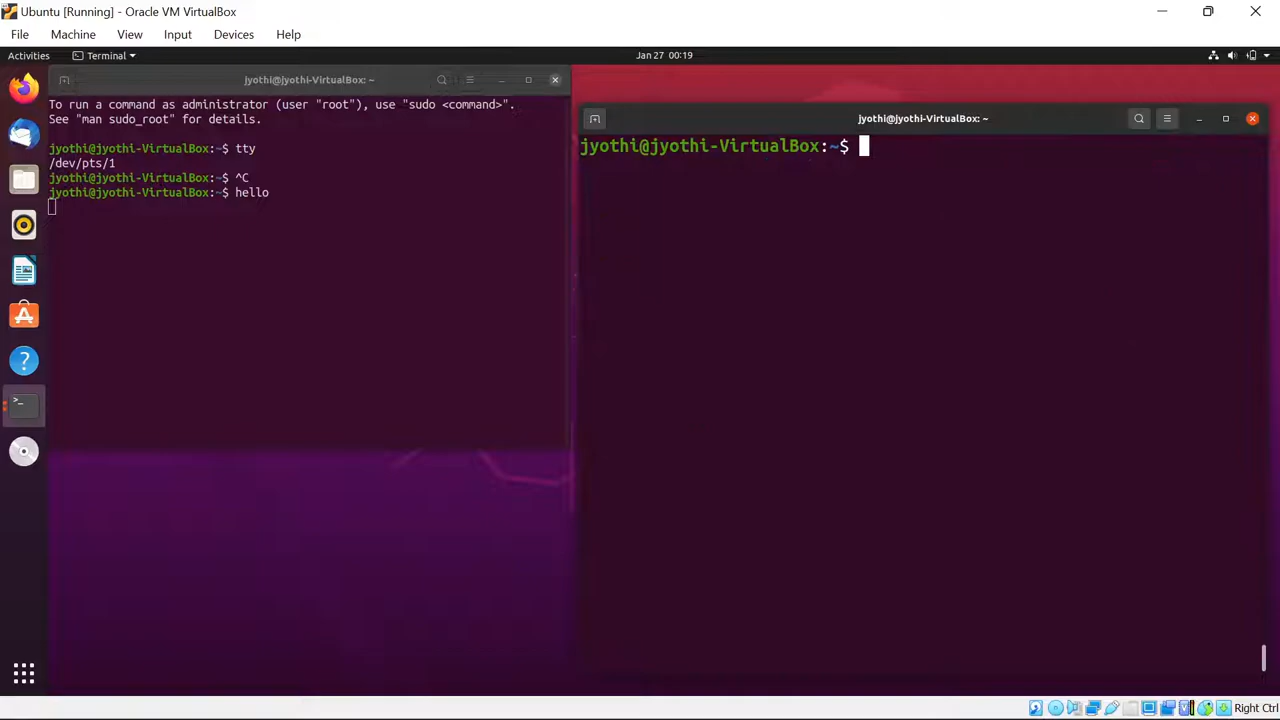 Ubuntu [Running] - Oracle VM VirtualBox
File Machine View Input Devices Help
Activities Terminal Jan 27 00:19
jyothi@jyothi-VirtualBox: ~
To run a command as administrator (user "root"), use "sudo <command>".
See "man sudo_root" for details.
jyothi@jyothi-VirtualBox:~$ tty
/dev/pts/1
jyothi@jyothi-VirtualBox:~$ ^C
jyothi@jyothi-VirtualBox:~$ hello
jyothi@jyothi-VirtualBox: ~
jyothi@jyothi-VirtualBox:~$
Right Ctrl